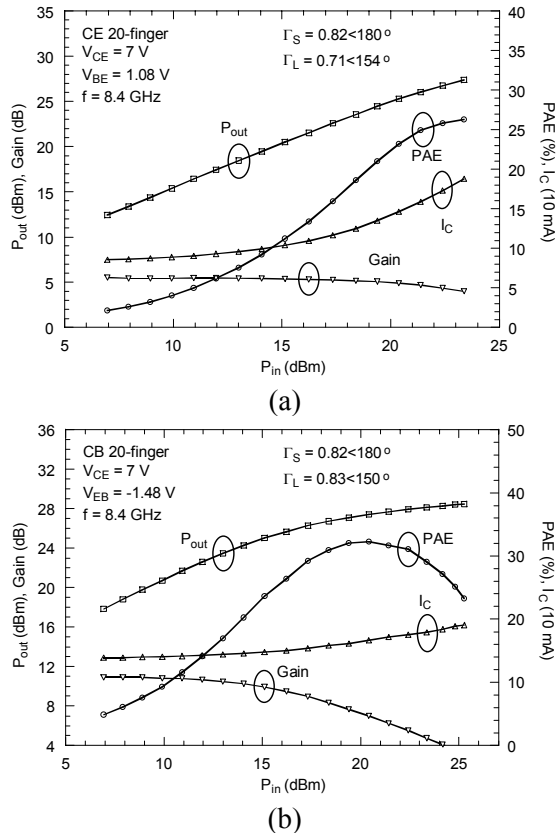 CE 20-finger
V_CE = 7 V
V_BE = 1.08 V
f = 8.4 GHz
Γ_S = 0.82<180°
Γ_L = 0.71<154°
P_out
PAE
I_C
Gain
P_out (dBm), Gain (dB)
0
5
10
15
20
25
30
35
PAE (%), I_C (10 mA)
0
5
10
15
20
25
30
35
40
5
10
15
20
25
P_in (dBm)
(a)
CB 20-finger
V_CE = 7 V
V_EB = -1.48 V
f = 8.4 GHz
Γ_S = 0.82<180°
Γ_L = 0.83<150°
P_out
PAE
I_C
Gain
P_out (dBm), Gain (dB)
4
8
12
16
20
24
28
32
36
PAE (%), I_C (10 mA)
0
10
20
30
40
50
5
10
15
20
25
P_in (dBm)
(b)